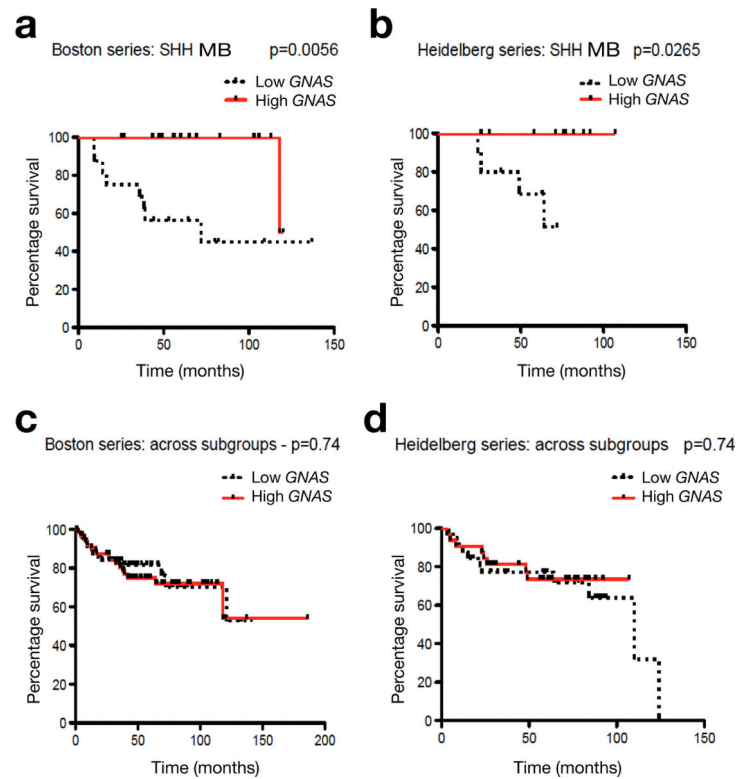 a
Boston series: SHH MB p=0.0056
Low GNAS
High GNAS
100
80
60
40
20
0
0 50 100 150
Percentage survival
Time (months)
b
Heidelberg series: SHH MB p=0.0265
Low GNAS
High GNAS
100
80
60
40
20
0
0 50 100 150
Percentage survival
Time (months)
c
Boston series: across subgroups - p=0.74
Low GNAS
High GNAS
100
80
60
40
20
0
0 50 100 150 200
Percentage survival
Time (months)
d
Heidelberg series: across subgroups p=0.74
Low GNAS
High GNAS
100
80
60
40
20
0
0 50 100 150
Percentage survival
Time (months)